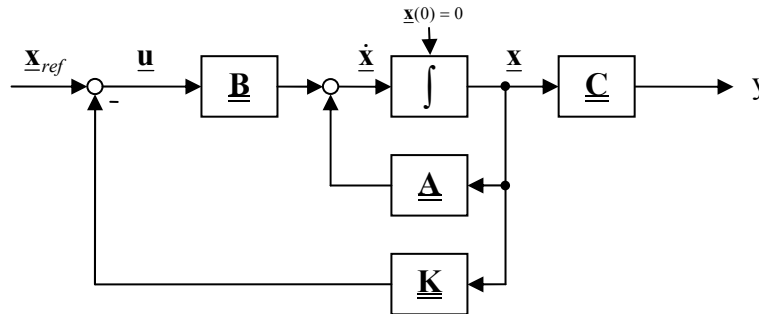 x(0) = 0
x_ref
u
B
ẋ
∫
x
C
y
-
A
K